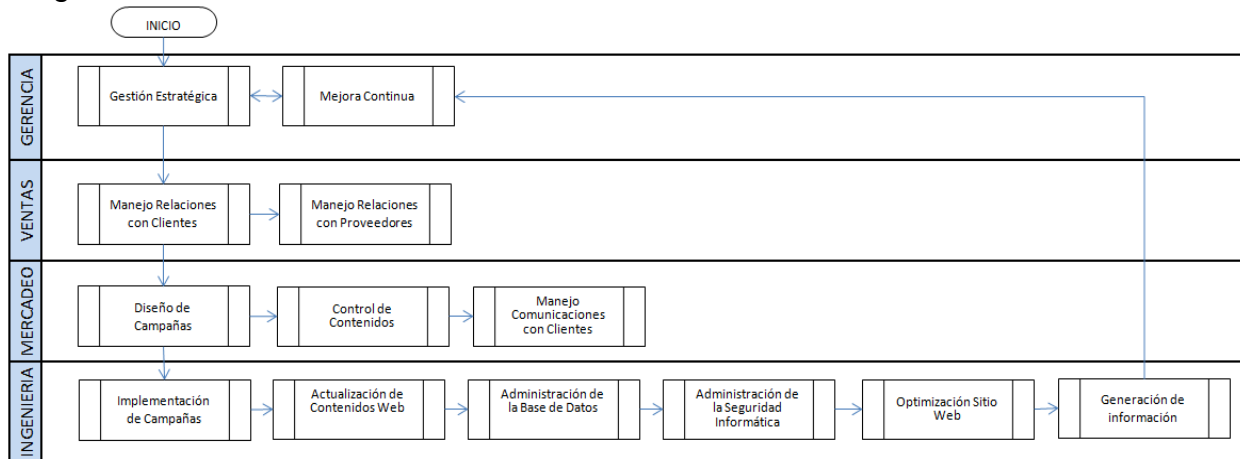 INICIO
GERENCIA
Gestión Estratégica
Mejora Continua
VENTAS
Manejo Relaciones
con Clientes
Manejo Relaciones
con Proveedores
MERCADEO
Diseño de
Campañas
Control de
Contenidos
Manejo
Comunicaciones
con Clientes
INGENIERIA
Implementación
de Campañas
Actualización de
Contenidos Web
Administración de
la Base de Datos
Administración de
la Seguridad
Informática
Optimización Sitio
Web
Generación de
información